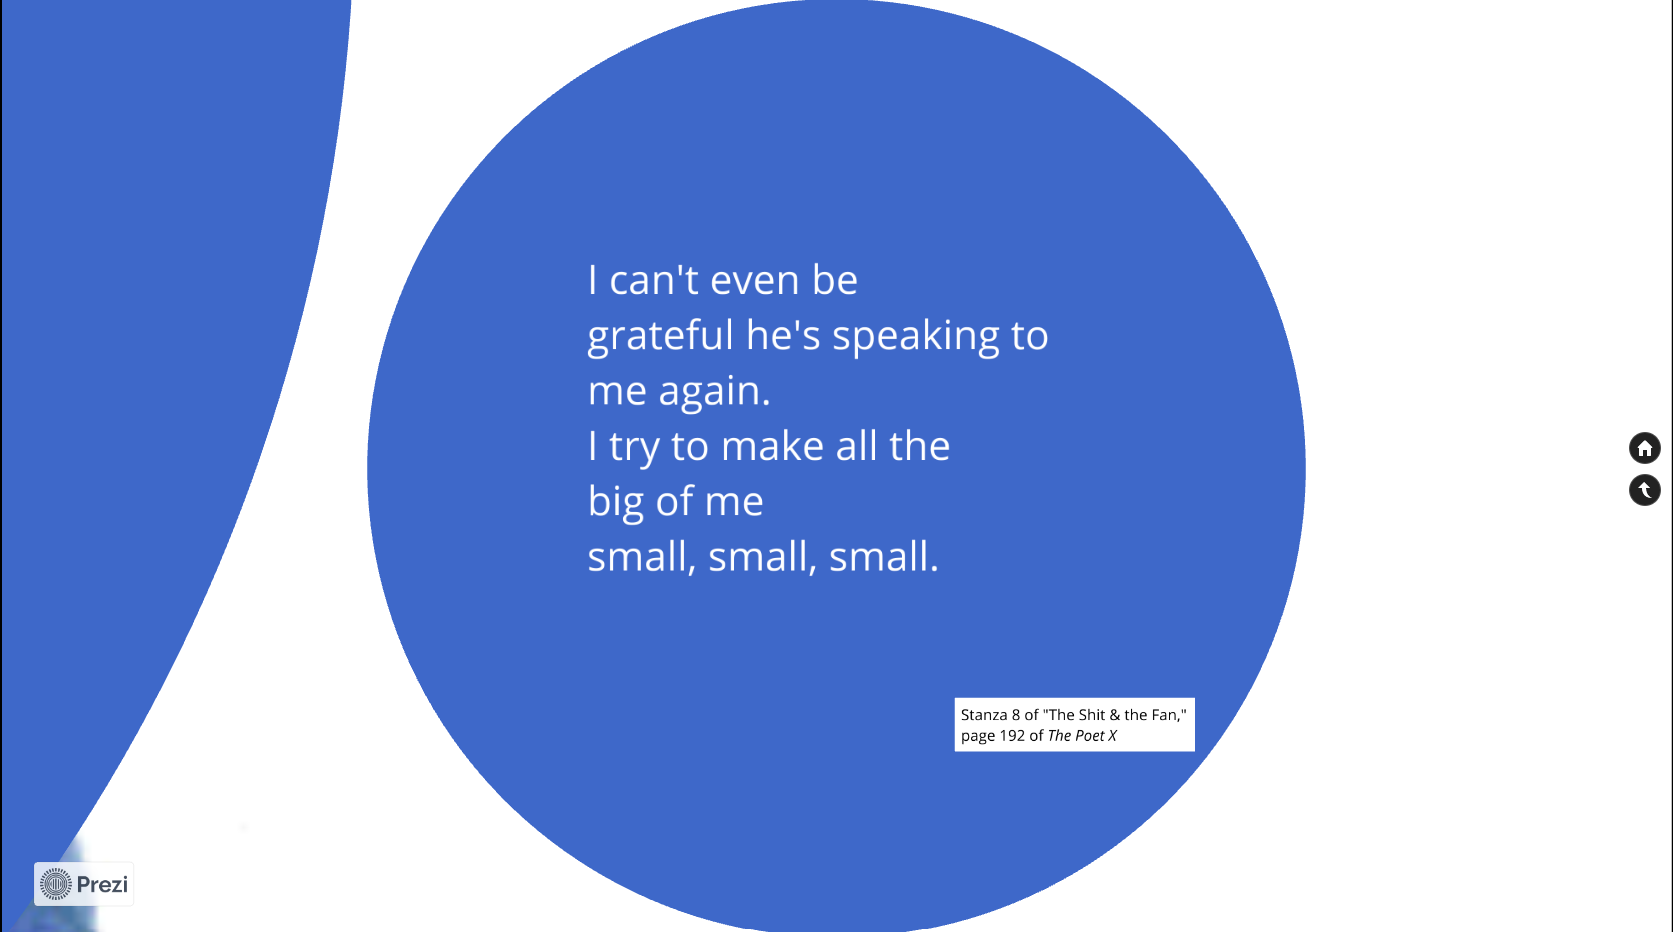 I can't even be
grateful he's speaking to
me again.
I try to make all the
big of me
small, small, small.
Stanza 8 of "The Shit & the Fan,"
page 192 of The Poet X
Prezi